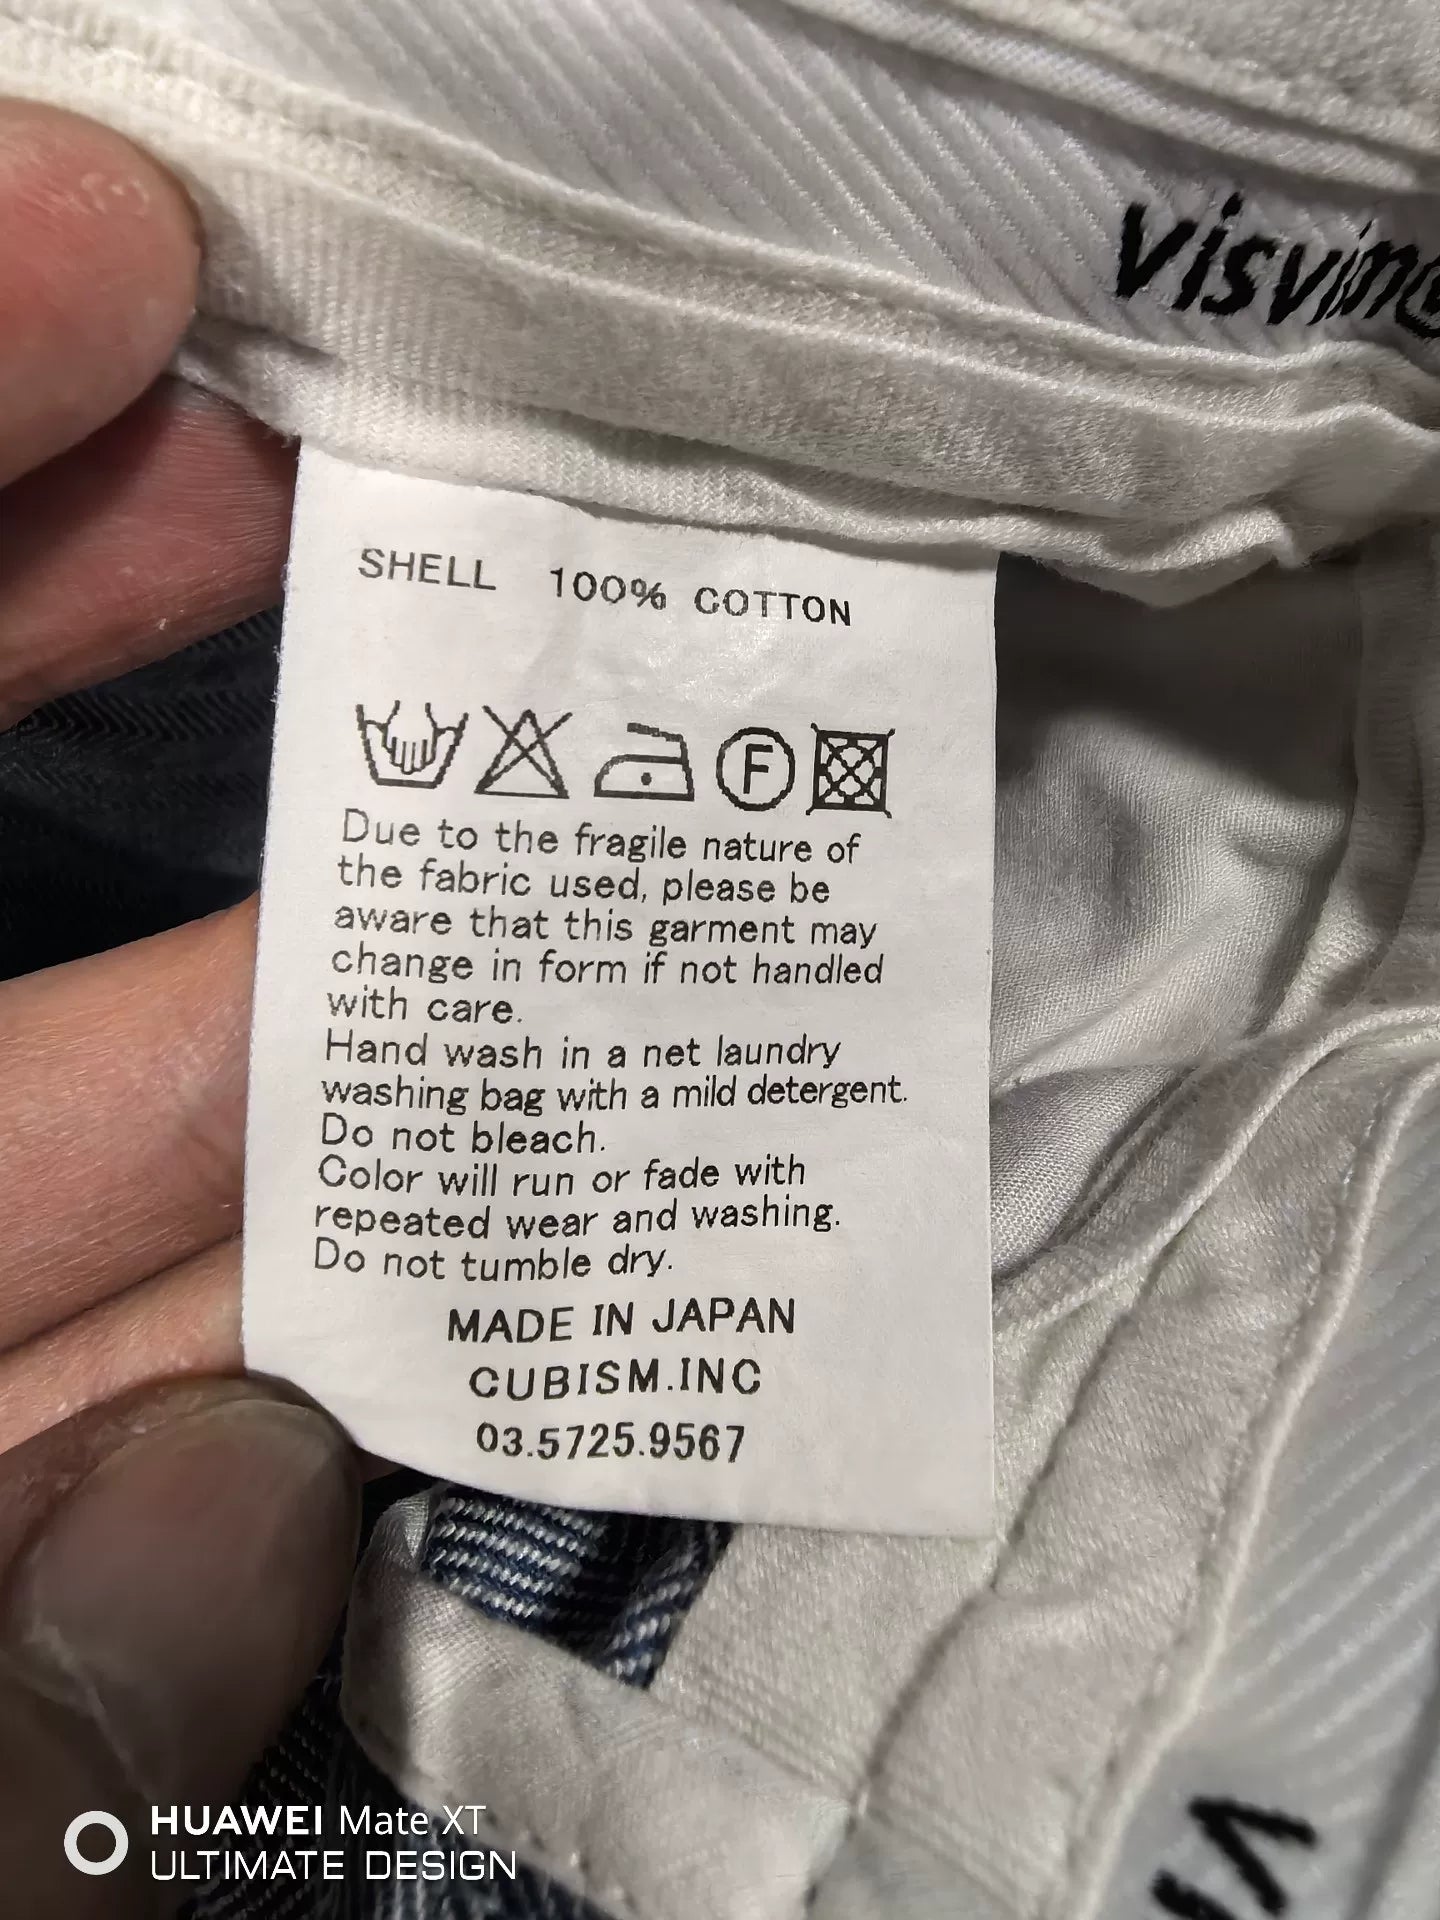 visvim
SHELL 100% COTTON
F
Due to the fragile nature of
the fabric used, please be
aware that this garment may
change in form if not handled
with care.
Hand wash in a net laundry
washing bag with a mild detergent.
Do not bleach.
Color will run or fade with
repeated wear and washing.
Do not tumble dry.
MADE IN JAPAN
CUBISM.INC
03.5725.9567
HUAWEI Mate XT
ULTIMATE DESIGN